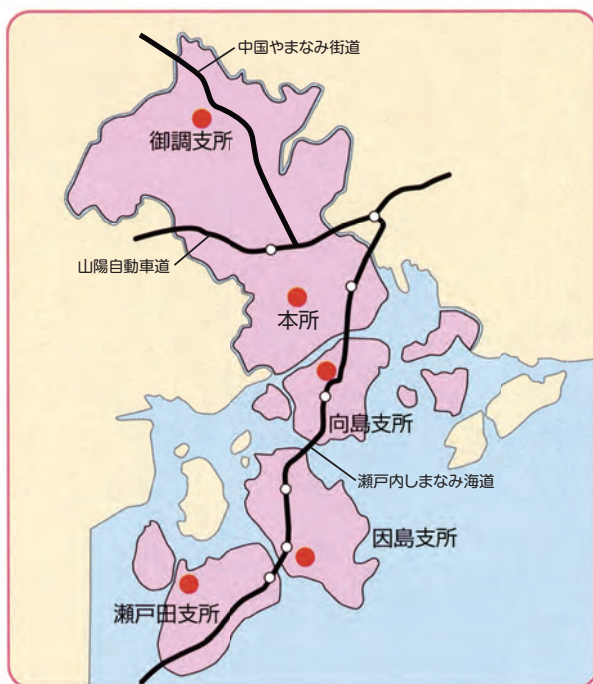 中国やまなみ街道
御調支所
山陽自動車道
本所
向島支所
瀬戸内しまなみ海道
因島支所
瀬戸田支所